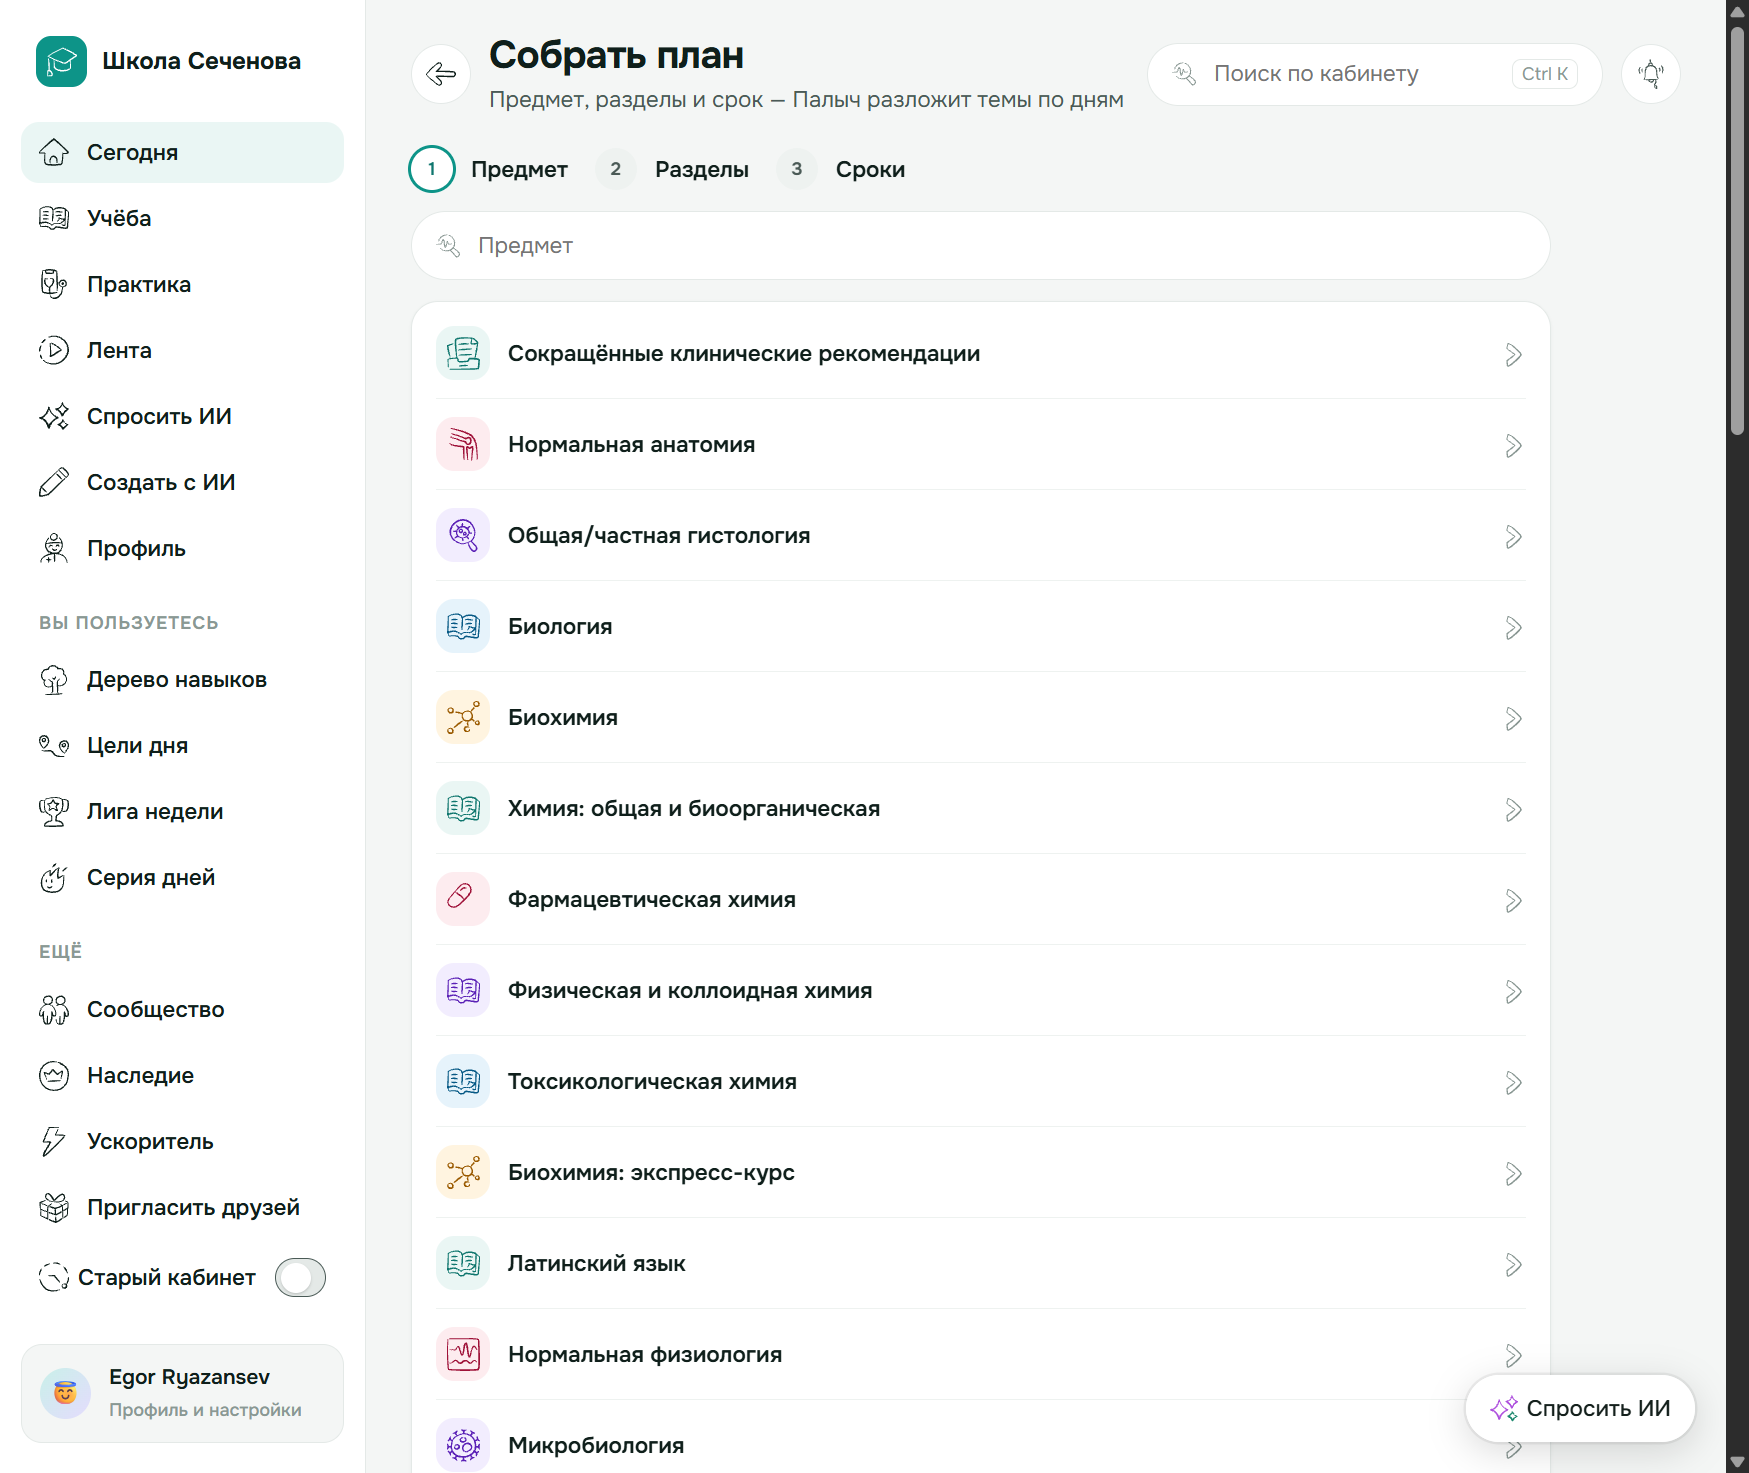 Школа Сеченова
Сегодня
Учёба
Практика
Лента
Спросить ИИ
Создать с ИИ
Профиль
ВЫ ПОЛЬЗУЕТЕСЬ
Дерево навыков
Цели дня
Лига недели
Серия дней
ЕЩЁ
Сообщество
Наследие
Ускоритель
Пригласить друзей
Старый кабинет
Egor Ryazansev
Профиль и настройки
Собрать план
Предмет, разделы и срок — Палыч разложит темы по дням
Поиск по кабинету Ctrl K
1 Предмет 2 Разделы 3 Сроки
Предмет
Сокращённые клинические рекомендации
Нормальная анатомия
Общая/частная гистология
Биология
Биохимия
Химия: общая и биоорганическая
Фармацевтическая химия
Физическая и коллоидная химия
Токсикологическая химия
Биохимия: экспресс-курс
Латинский язык
Нормальная физиология
Микробиология
Спросить ИИ